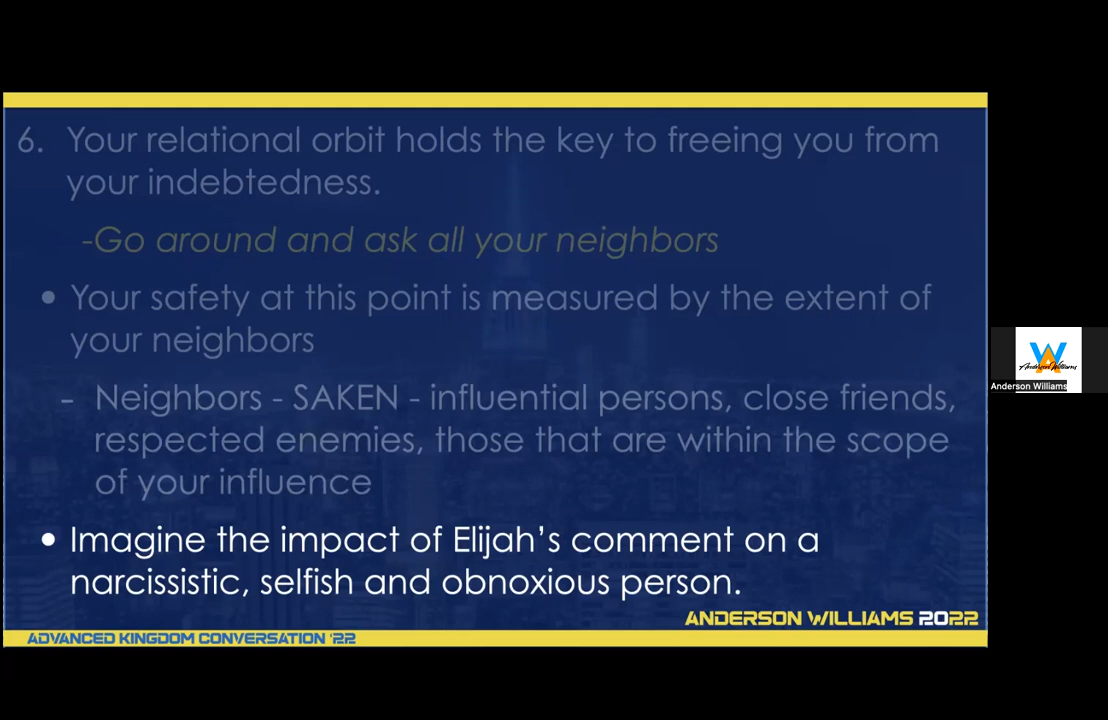 6. Your relational orbit holds the key to freeing you from
your indebtedness.
-Go around and ask all your neighbors
• Your safety at this point is measured by the extent of
your neighbors
- Neighbors - SAKEN - influential persons, close friends,
respected enemies, those that are within the scope
of your influence
• Imagine the impact of Elijah's comment on a
narcissistic, selfish and obnoxious person.
ANDERSON WILLIAMS 2022
ADVANCED KINGDOM CONVERSATION '22
WA
Anderson Williams
Anderson Williams